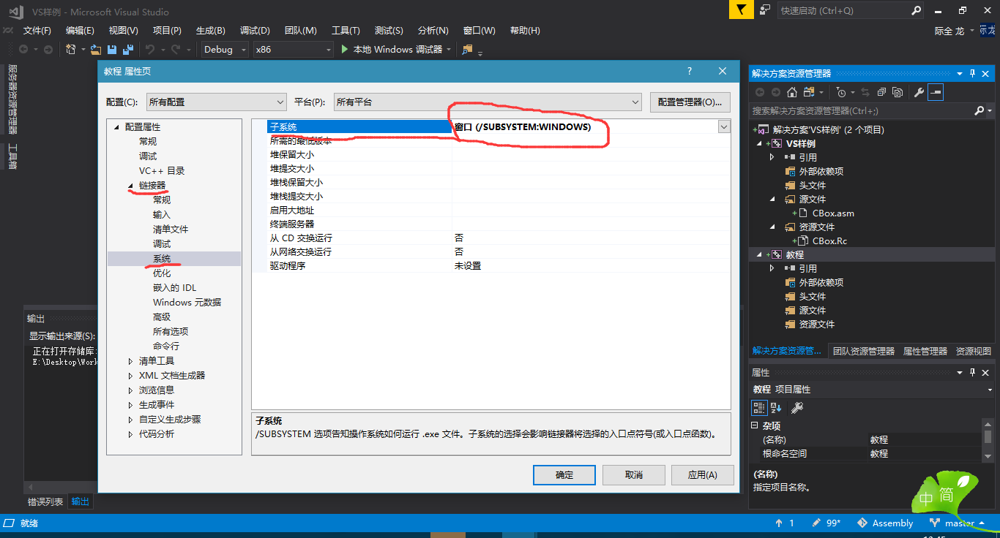 VS样例 - Microsoft Visual Studio
快速启动 (Ctrl+Q)
文件(F) 编辑(E) 视图(V) 项目(P) 生成(B) 调试(D) 团队(M) 工具(T) 测试(S) 分析(N) 窗口(W) 帮助(H)
际全 龙 际龙
Debug x86 本地 Windows 调试器
服务器资源管理器
工具箱
教程 属性页
?
配置(C): 所有配置 平台(P): 所有平台 配置管理器(O)...
配置属性
常规
调试
VC++ 目录
链接器
常规
输入
清单文件
调试
系统
优化
嵌入的 IDL
Windows 元数据
高级
所有选项
命令行
清单工具
XML 文档生成器
浏览信息
生成事件
自定义生成步骤
代码分析
子系统 窗口 (/SUBSYSTEM:WINDOWS)
所需的最低版本
堆保留大小
堆提交大小
堆栈保留大小
堆栈提交大小
启用大地址
终端服务器
从 CD 交换运行 否
从网络交换运行 否
驱动程序 未设置
子系统
/SUBSYSTEM 选项告知操作系统如何运行 .exe 文件。子系统的选择会影响链接器将选择的入口点符号(或入口点函数)。
确定 取消 应用(A)
输出
显示输出来源(S):
正在打开存储库:
E:\Desktop\Work
错误列表 输出
解决方案资源管理器
搜索解决方案资源管理器(Ctrl+;)
解决方案'VS样例' (2 个项目)
VS样例
引用
外部依赖项
头文件
源文件
CBox.asm
资源文件
CBox.Rc
教程
引用
外部依赖项
头文件
源文件
资源文件
解决方案资源管... 团队资源管理器 属性管理器 资源视图
属性
教程 项目属性
杂项
(名称) 教程
根命名空间 教程
(名称)
指定项目名称。
中 简
就绪 1 99* Assembly master